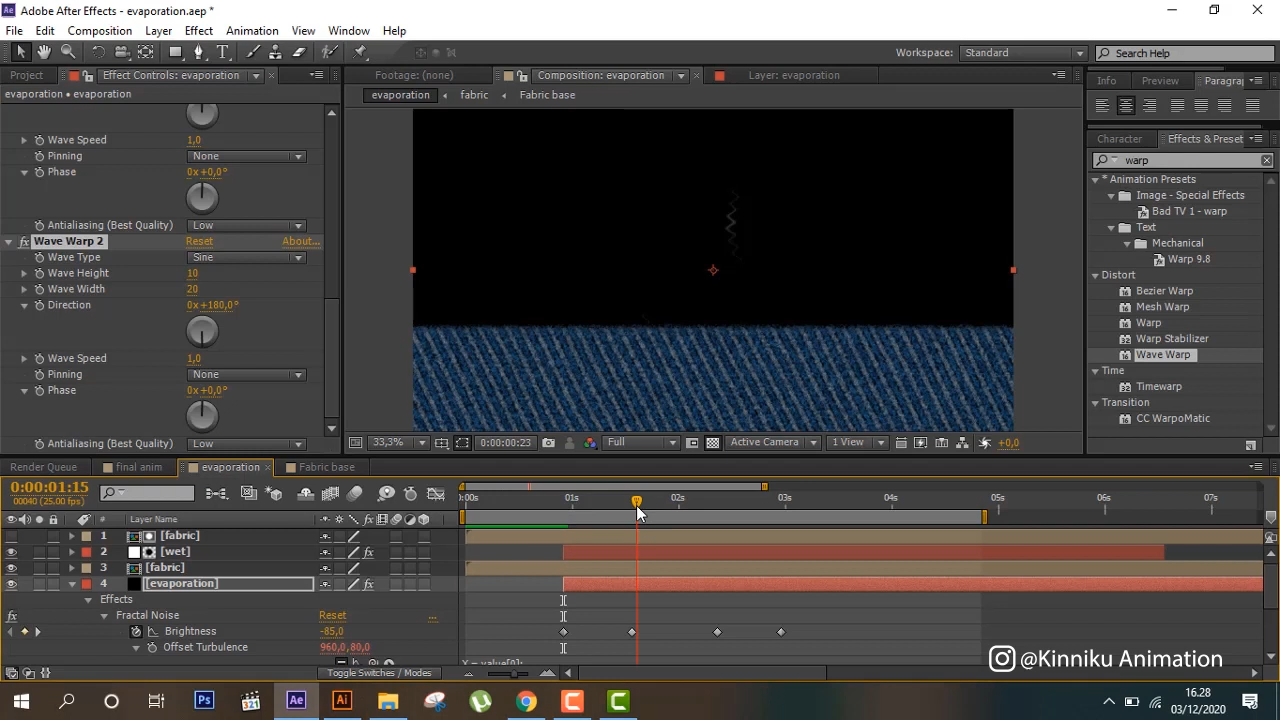 Adobe After Effects - evaporation.aep *
File Edit Composition Layer Effect Animation View Window Help
Workspace: Standard Search Help
Project Effect Controls: evaporation Footage: (none) Composition: evaporation Layer: evaporation Info Preview Paragra
evaporation • evaporation evaporation fabric Fabric base
Wave Speed 1,0
Pinning None
Phase 0x+0,0°
Antialiasing (Best Quality) Low
fx Wave Warp 2 Reset About...
Wave Type Sine
Wave Height 10
Wave Width 20
Direction 0x+180,0°
Wave Speed 1,0
Pinning None
Phase 0x+0,0°
Antialiasing (Best Quality) Low
Character Effects & Preset
warp
* Animation Presets
Image - Special Effects
Bad TV 1 - warp
Text
Mechanical
Warp 9.8
Distort
Bezier Warp
Mesh Warp
Warp
Warp Stabilizer
Wave Warp
Time
Timewarp
Transition
CC WarpoMatic
33,3% 0:00:00:23 Full Active Camera 1 View +0,0
Render Queue final anim evaporation Fabric base
0:00:01:15
00040 (25.00 fps)
:00s 01s 02s 03s 04s 05s 06s 07s
# Layer Name
1 [fabric]
2 [wet]
3 [fabric]
4 [evaporation]
Effects
Fractal Noise Reset ...
Brightness -85,0
Offset Turbulence 960,0,80,0
x = value[0];
Toggle Switches / Modes
@Kinniku Animation
16.28
03/12/2020